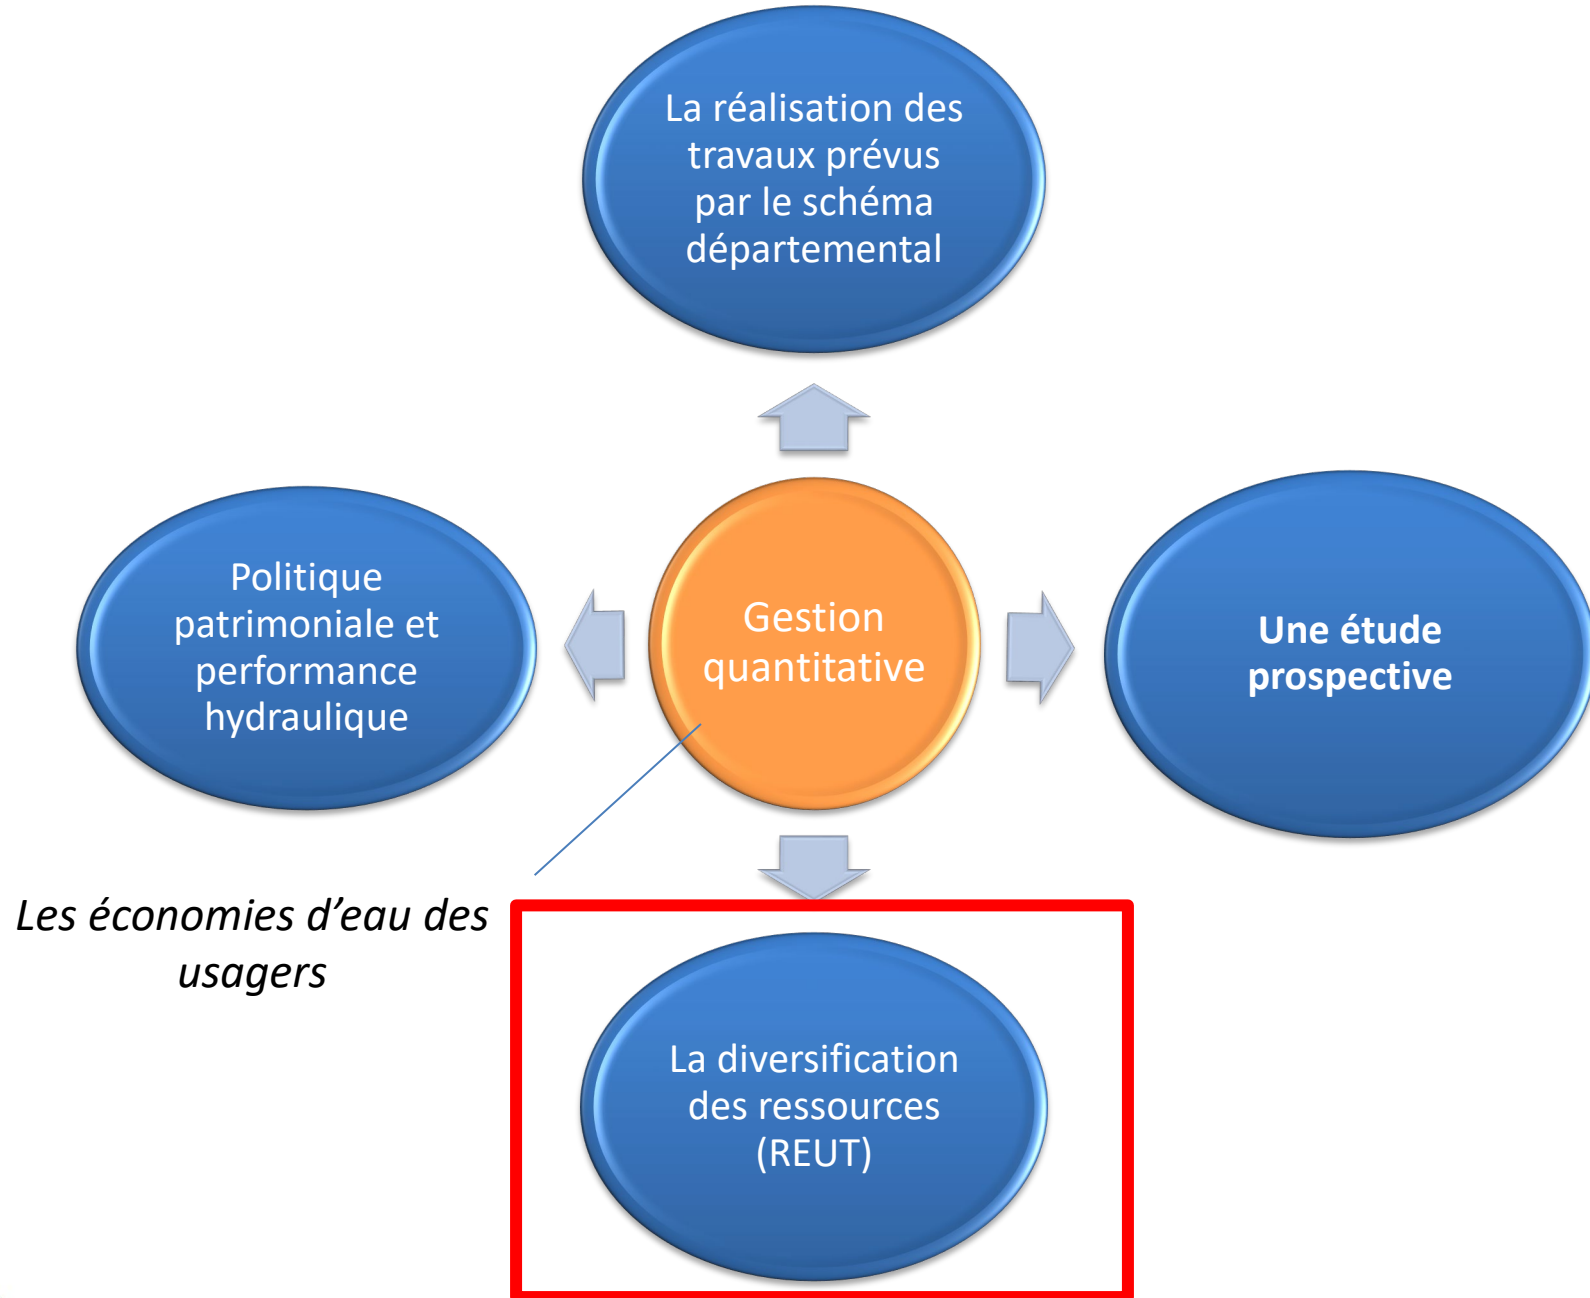 La réalisation des
travaux prévus
par le schéma
départemental
Politique
patrimoniale et
performance
hydraulique
Gestion
quantitative
Une étude
prospective
Les économies d’eau des
usagers
La diversification
des ressources
(REUT)